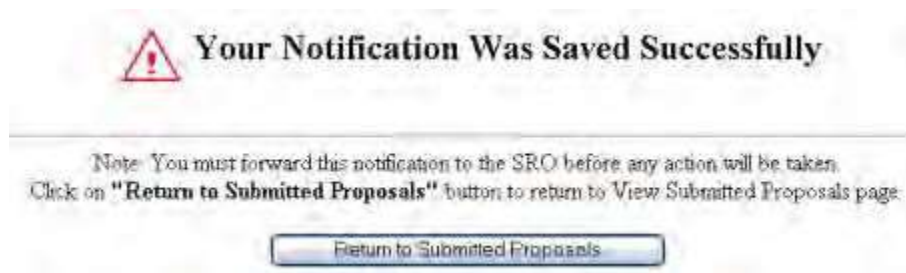 Your Notification Was Saved Successfully
Note: You must forward this notification to the SRO before any action will be taken.
Click on "Return to Submitted Proposals" button to return to View Submitted Proposals page
Return to Submitted Proposals